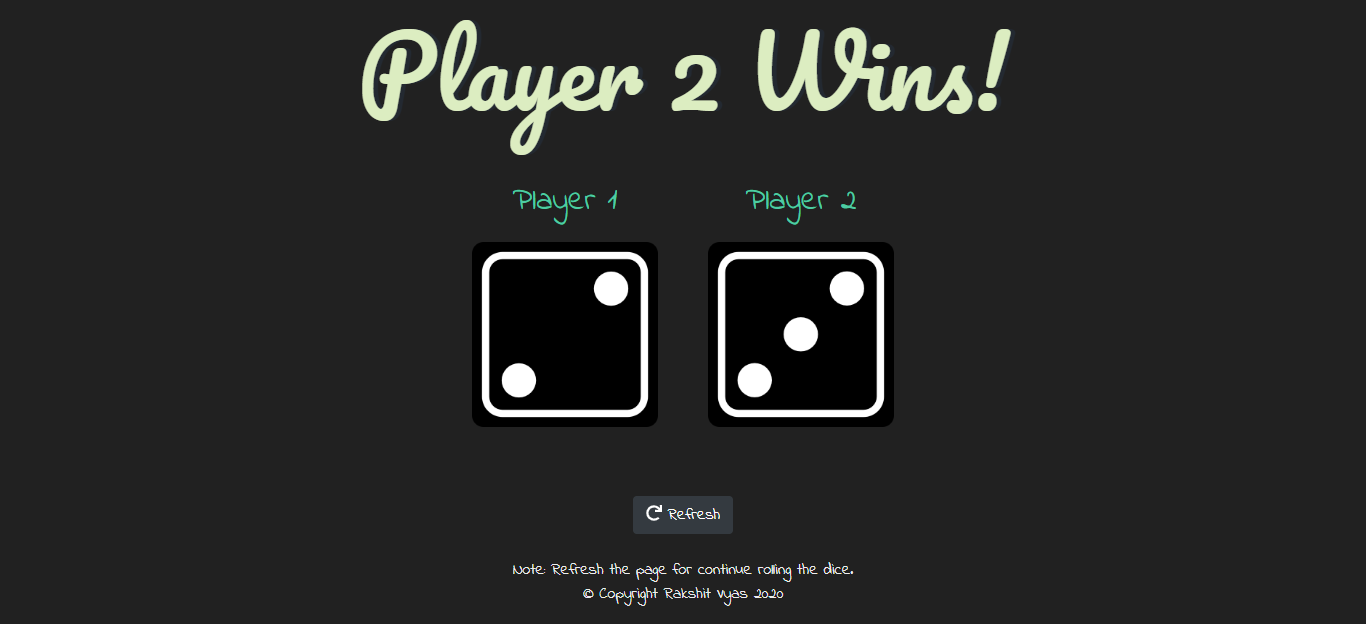 Player 2 Wins!
Player 1
Player 2
Refresh
Note: Refresh the page for continue rolling the dice.
© Copyright Rakshit Vyas 2020